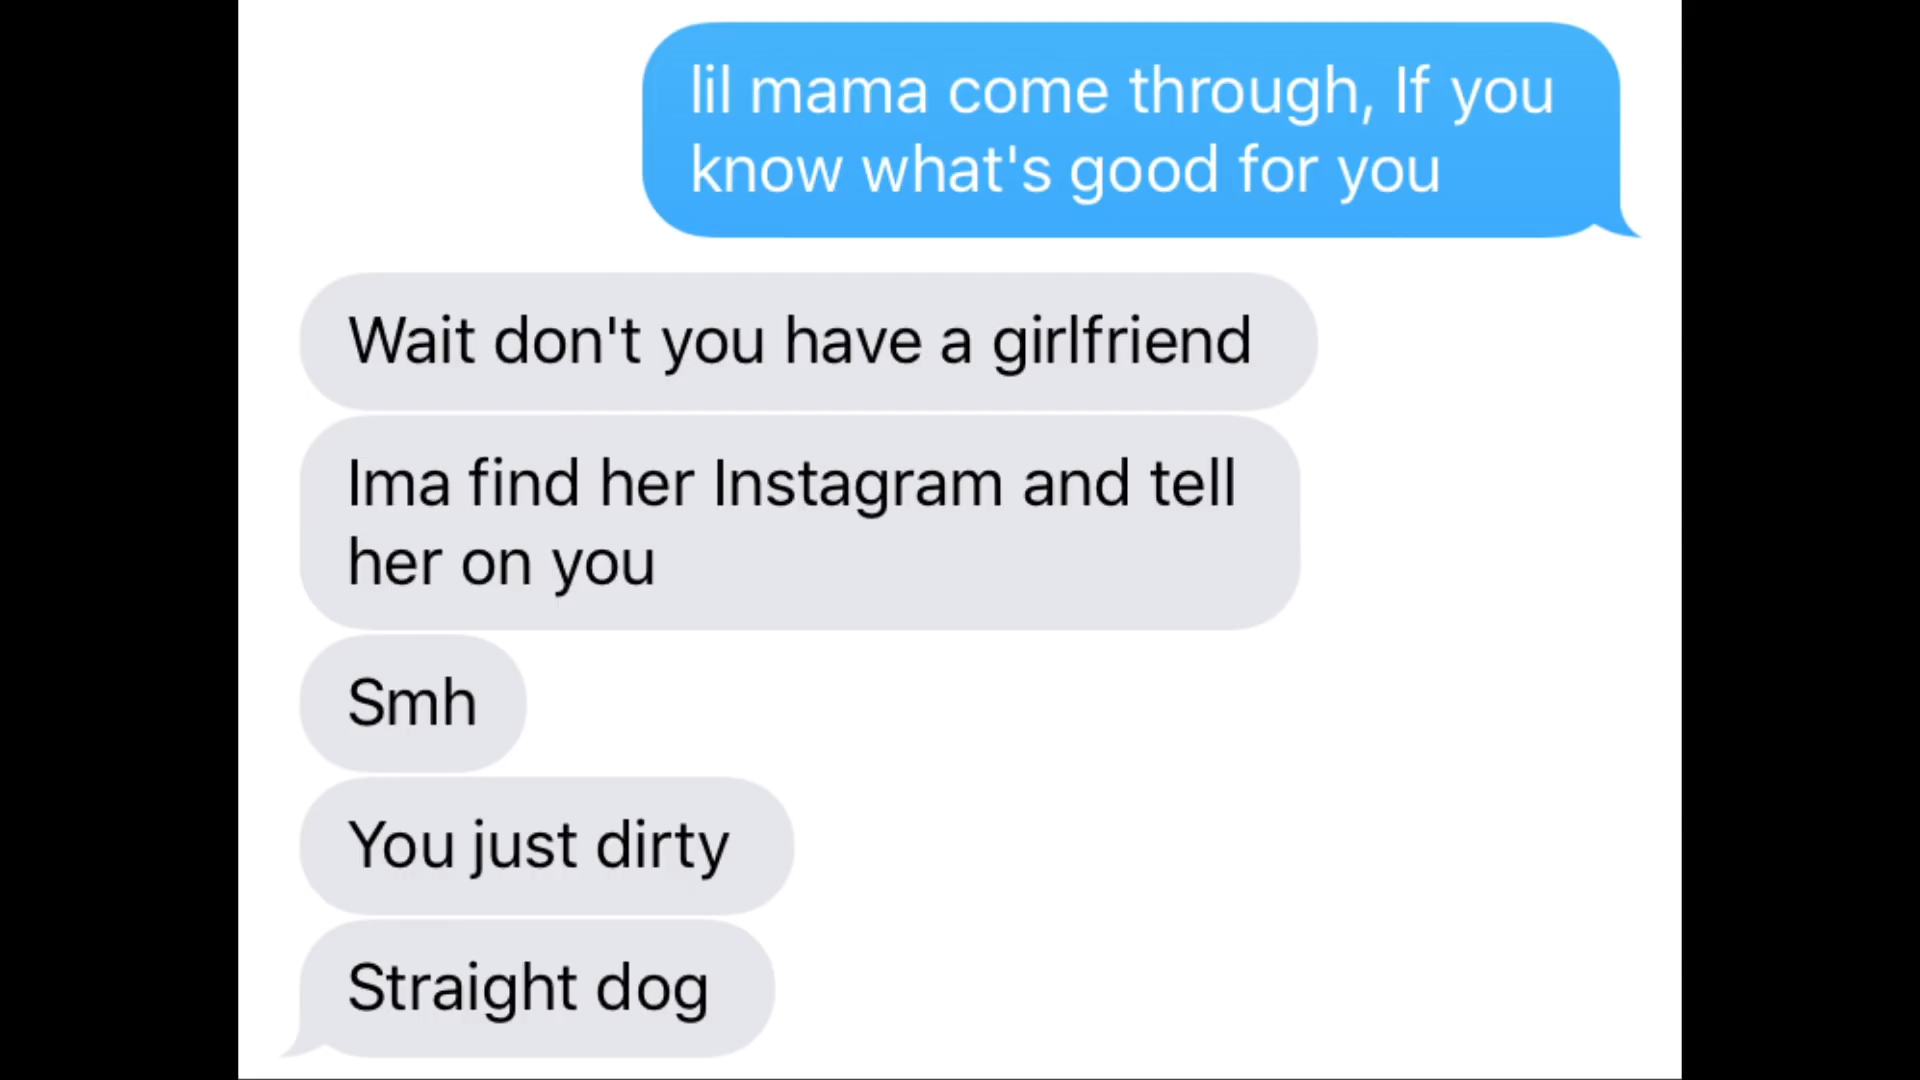 lil mama come through, If you
know what's good for you
Wait don't you have a girlfriend
Ima find her Instagram and tell
her on you
Smh
You just dirty
Straight dog